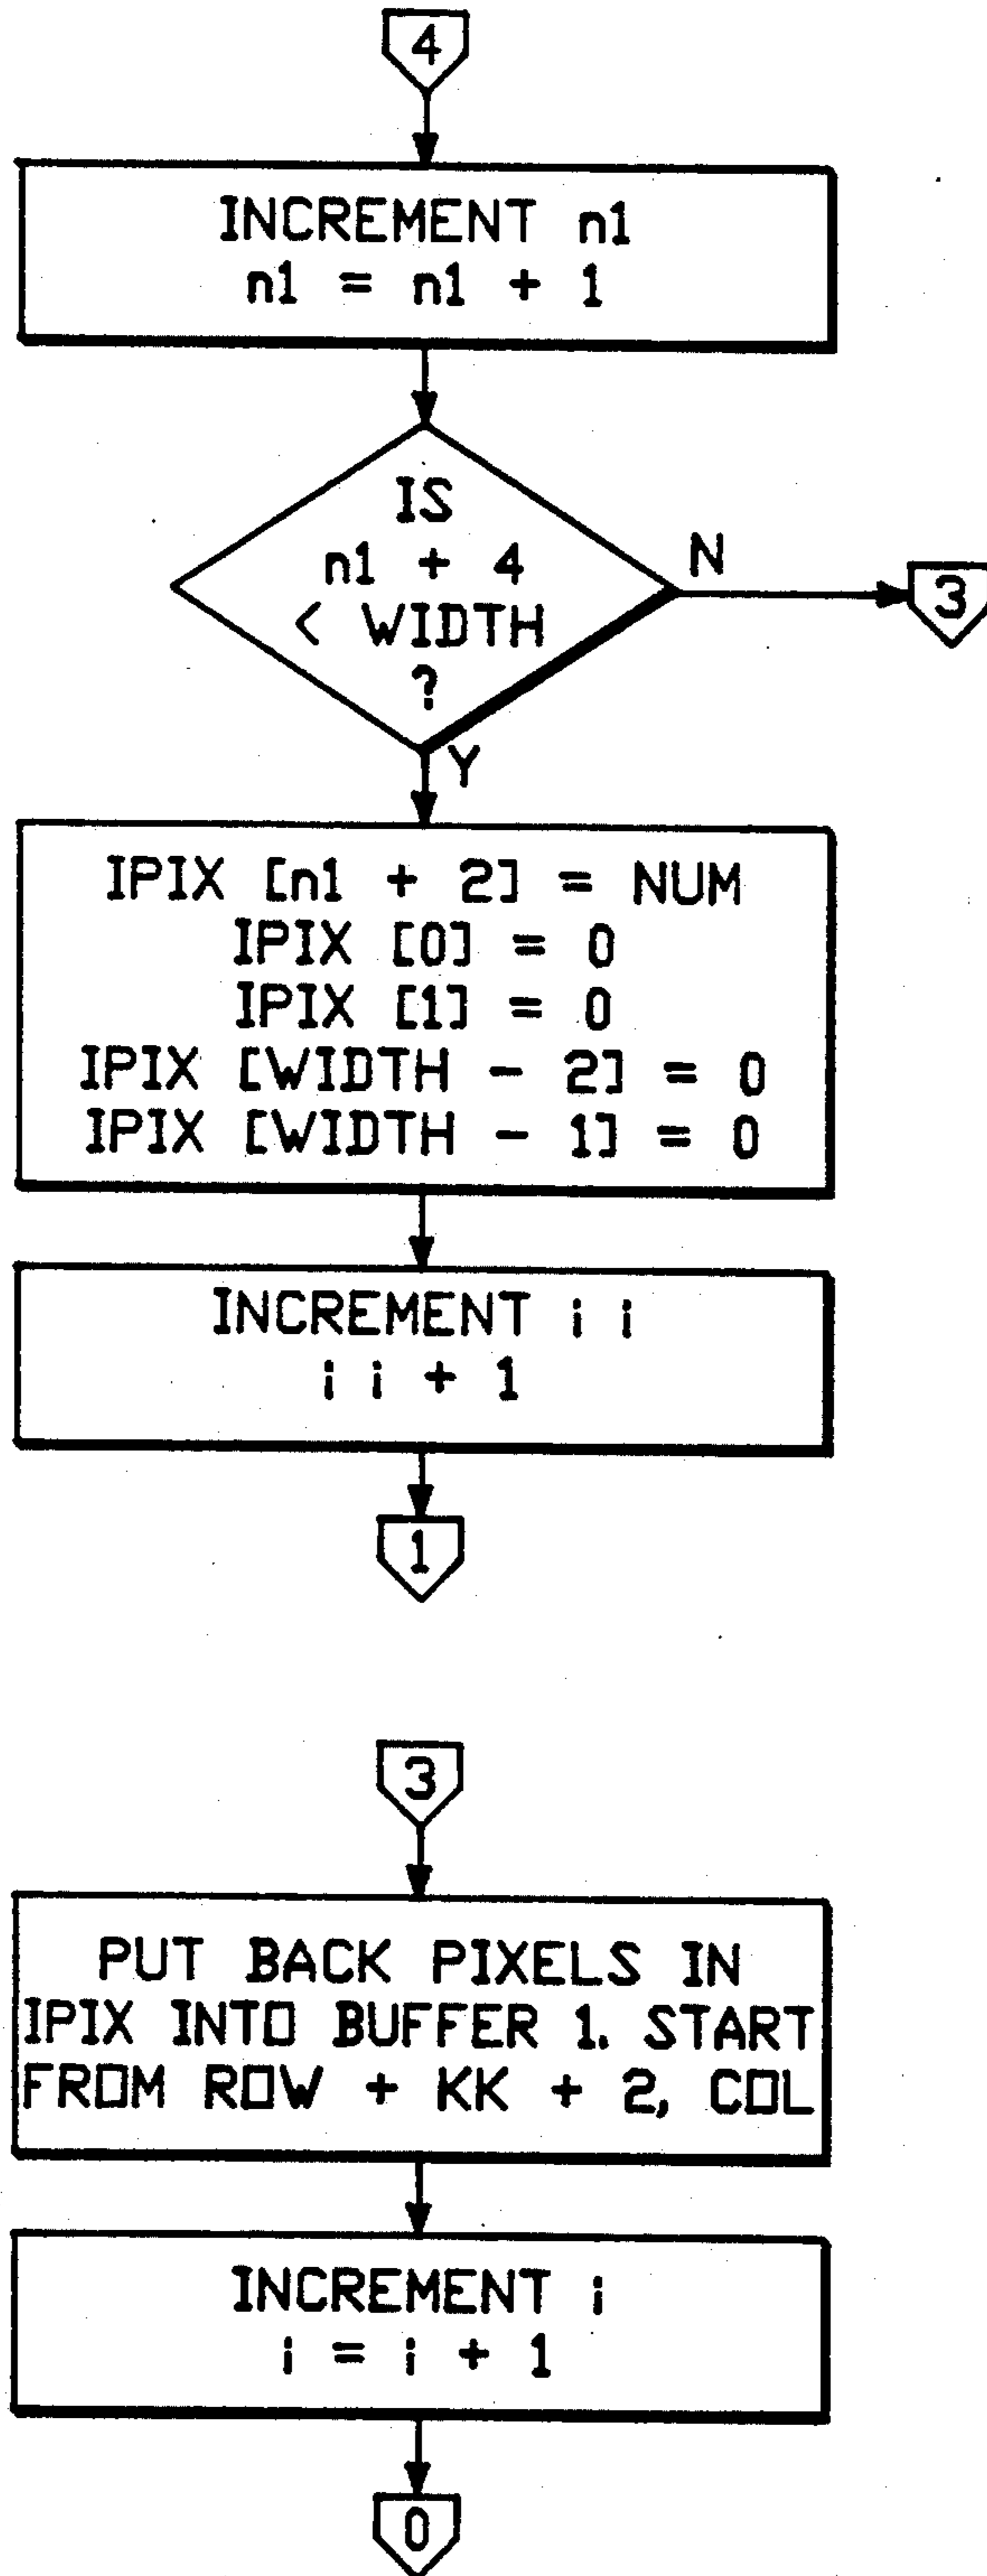 4
INCREMENT n1
n1 = n1 + 1
IS
n1 + 4
< WIDTH
?
N
3
Y
IPIX [n1 + 2] = NUM
IPIX [0] = 0
IPIX [1] = 0
IPIX [WIDTH - 2] = 0
IPIX [WIDTH - 1] = 0
INCREMENT i i
i i + 1
1
3
PUT BACK PIXELS IN
IPIX INTO BUFFER 1. START
FROM ROW + KK + 2, COL
INCREMENT i
i = i + 1
0